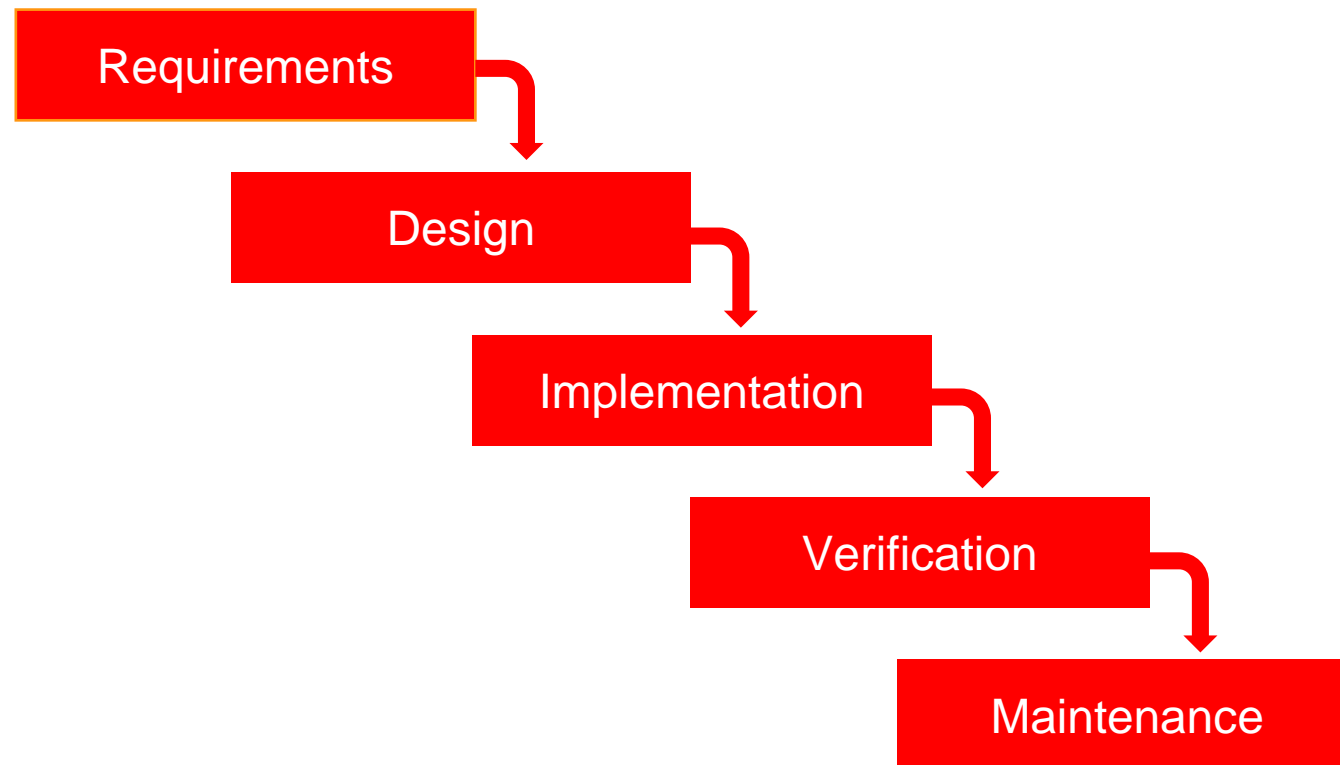 Requirements
Design
Implementation
Verification
Maintenance